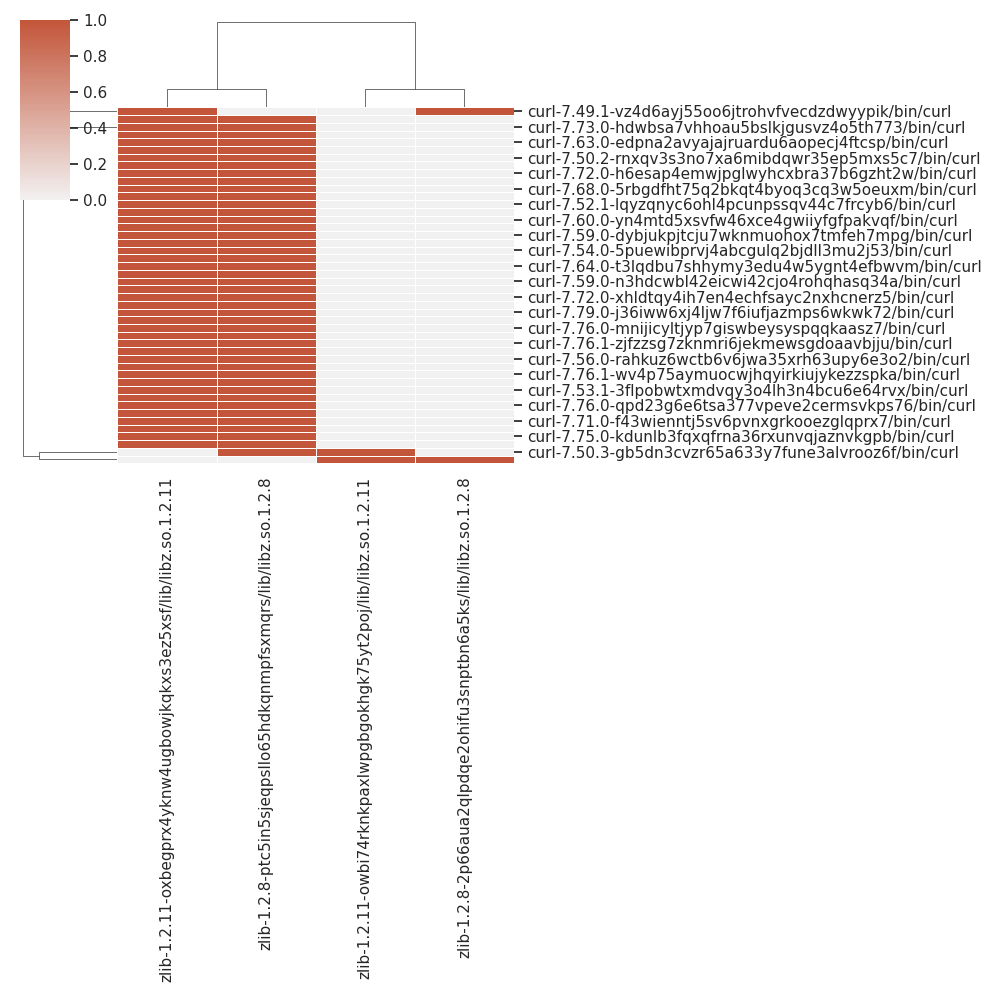 1.0
0.8
0.6
0.4
0.2
0.0
curl-7.49.1-vz4d6ayj55oo6jtrohvfvecdzdwyypik/bin/curl
curl-7.73.0-hdwbsa7vhhoau5bslkjgusvz4o5th773/bin/curl
curl-7.63.0-edpna2avyajajruardu6aopecj4ftcsp/bin/curl
curl-7.50.2-rnxqv3s3no7xa6mibdqwr35ep5mxs5c7/bin/curl
curl-7.72.0-h6esap4emwjpglwyhcxbra37b6gzht2w/bin/curl
curl-7.68.0-5rbgdfht75q2bkqt4byoq3cq3w5oeuxm/bin/curl
curl-7.52.1-lqyzqnyc6ohl4pcunpssqv44c7frcyb6/bin/curl
curl-7.60.0-yn4mtd5xsvfw46xce4gwiiyfgfpakvqf/bin/curl
curl-7.59.0-dybjukpjtcju7wknmuohox7tmfeh7mpg/bin/curl
curl-7.54.0-5puewibprvj4abcgulq2bjdll3mu2j53/bin/curl
curl-7.64.0-t3lqdbu7shhymy3edu4w5ygnt4efbwvm/bin/curl
curl-7.59.0-n3hdcwbl42eicwi42cjo4rohqhasq34a/bin/curl
curl-7.72.0-xhldtqy4ih7en4echfsayc2nxhcnerz5/bin/curl
curl-7.79.0-j36iww6xj4ljw7f6iufjazmps6wkwk72/bin/curl
curl-7.76.0-mnijicyltjyp7giswbeysyspqqkaasz7/bin/curl
curl-7.76.1-zjfzzsg7zknmri6jekmewsgdoaavbjju/bin/curl
curl-7.56.0-rahkuz6wctb6v6jwa35xrh63upy6e3o2/bin/curl
curl-7.76.1-wv4p75aymuocwjhqyirkiujykezzspka/bin/curl
curl-7.53.1-3flpobwtxmdvqy3o4lh3n4bcu6e64rvx/bin/curl
curl-7.76.0-qpd23g6e6tsa377vpeve2cermsvkps76/bin/curl
curl-7.71.0-f43wienntj5sv6pvnxgrkooezglqprx7/bin/curl
curl-7.75.0-kdunlb3fqxqfrna36rxunvqjaznvkgpb/bin/curl
curl-7.50.3-gb5dn3cvzr65a633y7fune3alvrooz6f/bin/curl
zlib-1.2.11-oxbegprx4yknw4ugbowjkqkxs3ez5xsf/lib/libz.so.1.2.11
zlib-1.2.8-ptc5in5sjeqpsllo65hdkqnmpfsxmqrs/lib/libz.so.1.2.8
zlib-1.2.11-owbi74rknkpaxlwpgbgokhgk75yt2poj/lib/libz.so.1.2.11
zlib-1.2.8-2p66aua2qlpdqe2ohifu3snptbn6a5ks/lib/libz.so.1.2.8